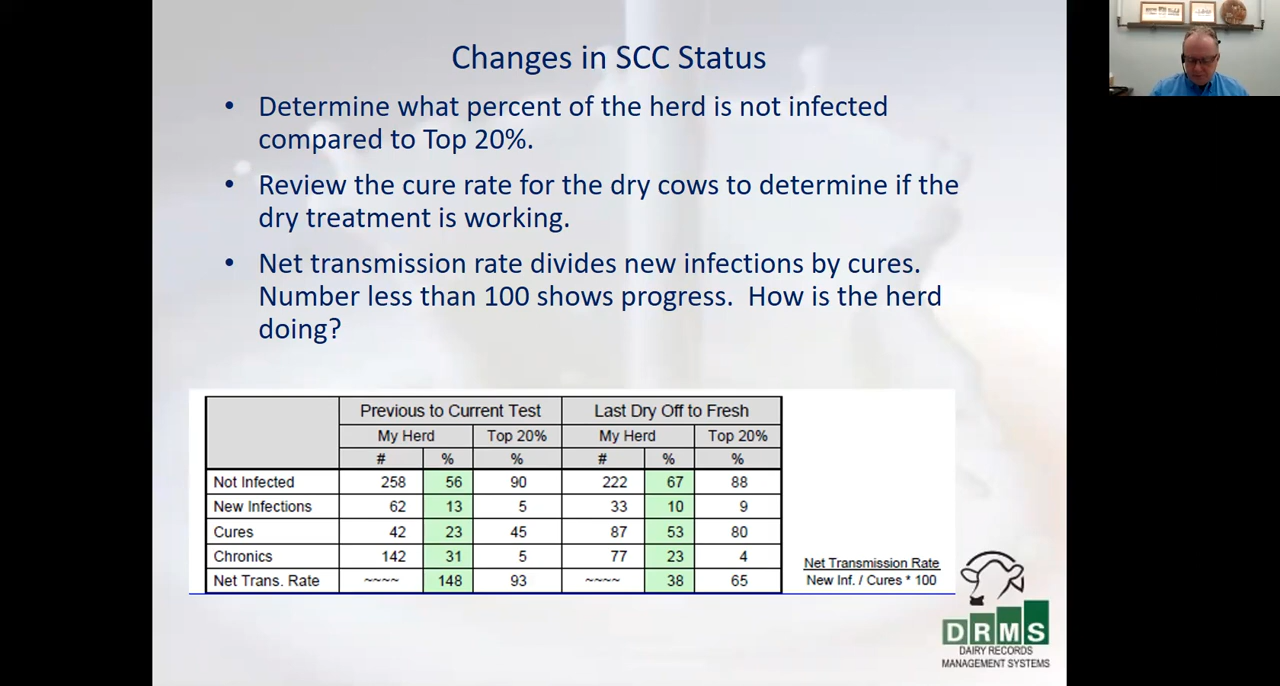 Changes in SCC Status
• Determine what percent of the herd is not infected
compared to Top 20%.
• Review the cure rate for the dry cows to determine if the
dry treatment is working.
• Net transmission rate divides new infections by cures.
Number less than 100 shows progress.  How is the herd
doing?
Previous to Current Test Last Dry Off to Fresh
My Herd Top 20% My Herd Top 20%
# % % # % %
Not Infected 258 56 90 222 67 88
New Infections 62 13 5 33 10 9
Cures 42 23 45 87 53 80
Chronics 142 31 5 77 23 4
Net Trans. Rate ~~~~ 148 93 ~~~~ 38 65
Net Transmission Rate
New Inf. / Cures * 100
DRMS
DAIRY RECORDS
MANAGEMENT SYSTEMS